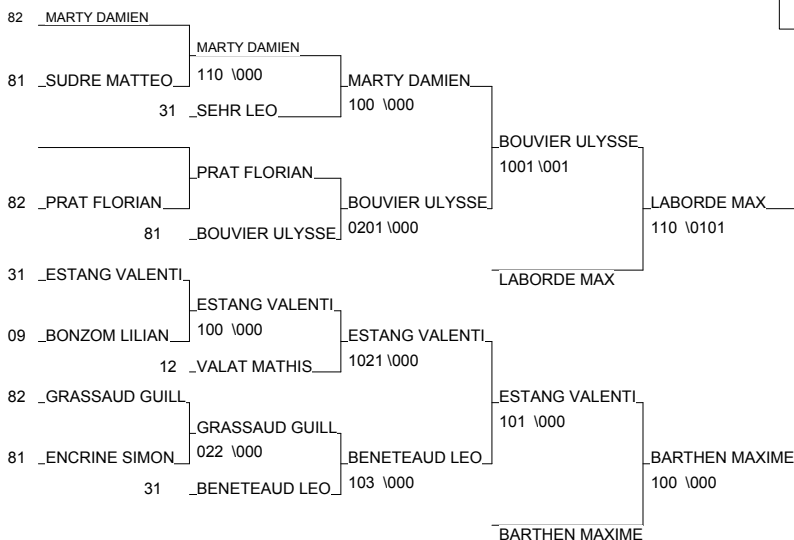 82 MARTY DAMIEN
MARTY DAMIEN
81 SUDRE MATTEO 110 \000 MARTY DAMIEN
31 SEHR LEO 100 \000
BOUVIER ULYSSE
1001 \001
PRAT FLORIAN
82 PRAT FLORIAN BOUVIER ULYSSE LABORDE MAX
81 BOUVIER ULYSSE 0201 \000 110 \0101
31 ESTANG VALENTI LABORDE MAX
ESTANG VALENTI
09 BONZOM LILIAN 100 \000 ESTANG VALENTI
12 VALAT MATHIS 1021 \000
82 GRASSAUD GUILL ESTANG VALENTI
101 \000
GRASSAUD GUILL
81 ENCRINE SIMON 022 \000 BENETEAUD LEO BARTHEN MAXIME
31 BENETEAUD LEO 103 \000 100 \000
BARTHEN MAXIME